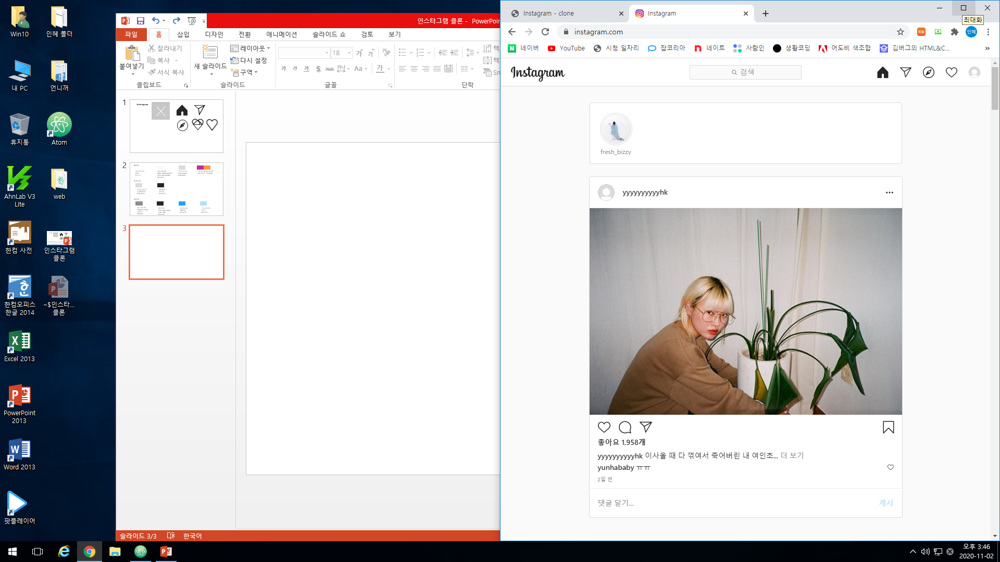 Win10
인혜 폴더
내 PC
언니꺼
휴지통
Atom
AhnLab V3
Lite
web
한컴 사전
인스타그램
클론
한컴오피스
한글 2014
~$인스타...
클론
Excel 2013
PowerPoint
2013
Word 2013
팟플레이어
인스타그램 클론 - PowerPoin
파일 홈 삽입 디자인 전환 애니메이션 슬라이드 쇼 검토 보기
붙여넣기
잘라내기
복사
서식 복사
클립보드
새 슬라이드
레이아웃
다시 설정
구역
슬라이드
18
가 가 가 S 가나 Aa 가
글꼴
단락
1
Instagram
2
3
슬라이드 3/3 한국어
Instagram - clone
Instagram
최대화
instagram.com
인혜
네이버 YouTube 시청 일자리 잡코리아 네이트 사람인 생활코딩 어도비 색조합 김버그의 HTML&C...
Instagram
검색
fresh_bizzy
yyyyyyyyyyhk
좋아요 1,958개
yyyyyyyyyyhk 이사올 때 다 꺾여서 죽어버린 내 여인초... 더 보기
yunhababy ㅠㅠ
2일 전
댓글 달기...
게시
오후 3:46
2020-11-02